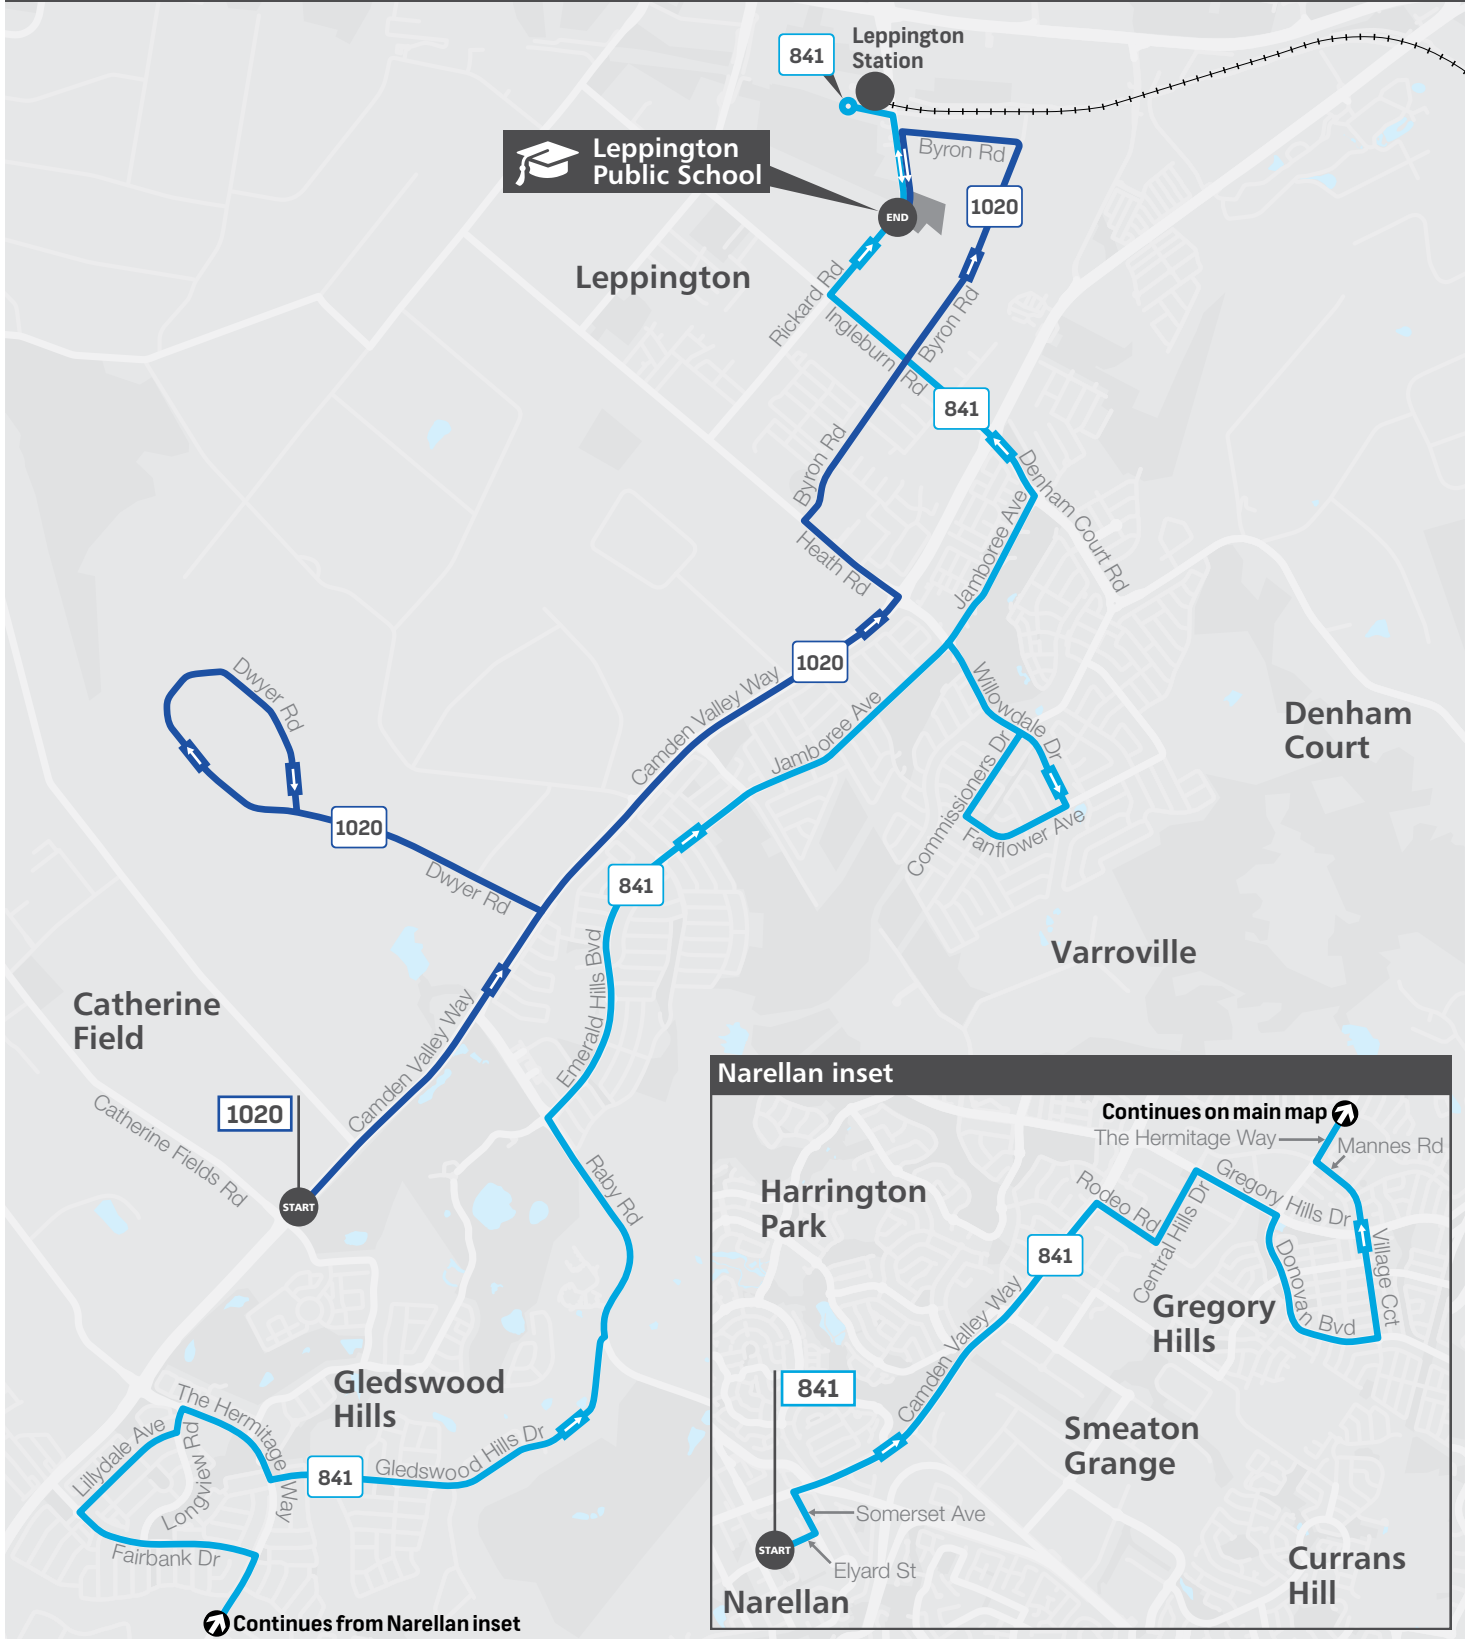 841
Leppington
Station
Leppington
Public School
Byron Rd
1020
END
Leppington
Rickard Rd
Ingleburn Rd
Byron Rd
841
Byron Rd
Denham Court Rd
Jamboree Ave
Heath Rd
1020
Dwyer Rd
Willowdale Dr
Camden Valley Way
Jamboree Ave
Denham
Court
Commissioners Dr
Fanflower Ave
1020
Dwyer Rd
841
Emerald Hills Bvd
Varroville
Catherine
Field
Camden Valley Way
1020
Catherine Fields Rd
START
Raby Rd
Gledswood
Hills
The Hermitage Way
Lillydale Ave
Longview Rd
841
Gledswood Hills Dr
Fairbank Dr
Continues from Narellan inset
Narellan inset
Continues on main map
The Hermitage Way
Mannes Rd
Harrington
Park
Rodeo Rd
Gregory Hills Dr
Central Hills Dr
841
Donovan Bvd
Village Cct
Gregory
Hills
Camden Valley Way
841
Smeaton
Grange
Somerset Ave
START
Elyard St
Narellan
Currans
Hill